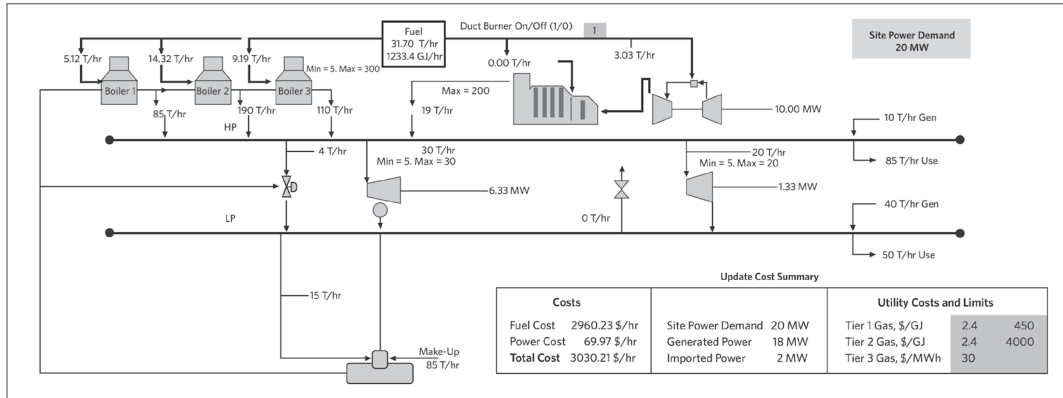 Fuel
31.70 T/hr
1233.4 GJ/hr
Duct Burner On/Off (1/0) 1
Site Power Demand
20 MW
5.12 T/hr
14.32 T/hr
9.19 T/hr
0.00 T/hr
3.03 T/hr
Min = 5. Max = 300
Boiler 1
Boiler 2
Boiler 3
Max = 200
85 T/hr
190 T/hr
110 T/hr
19 T/hr
10.00 MW
10 T/hr Gen
HP
4 T/hr
30 T/hr
Min = 5. Max = 30
20 T/hr
Min = 5. Max = 20
85 T/hr Use
6.33 MW
1.33 MW
40 T/hr Gen
LP
0 T/hr
50 T/hr Use
15 T/hr
Make-Up
85 T/hr
Update Cost Summary
Costs
Fuel Cost 2960.23 $/hr
Power Cost 69.97 $/hr
Total Cost 3030.21 $/hr
Site Power Demand 20 MW
Generated Power 18 MW
Imported Power 2 MW
Utility Costs and Limits
Tier 1 Gas, $/GJ 2.4 450
Tier 2 Gas, $/GJ 2.4 4000
Tier 3 Gas, $/MWh 30